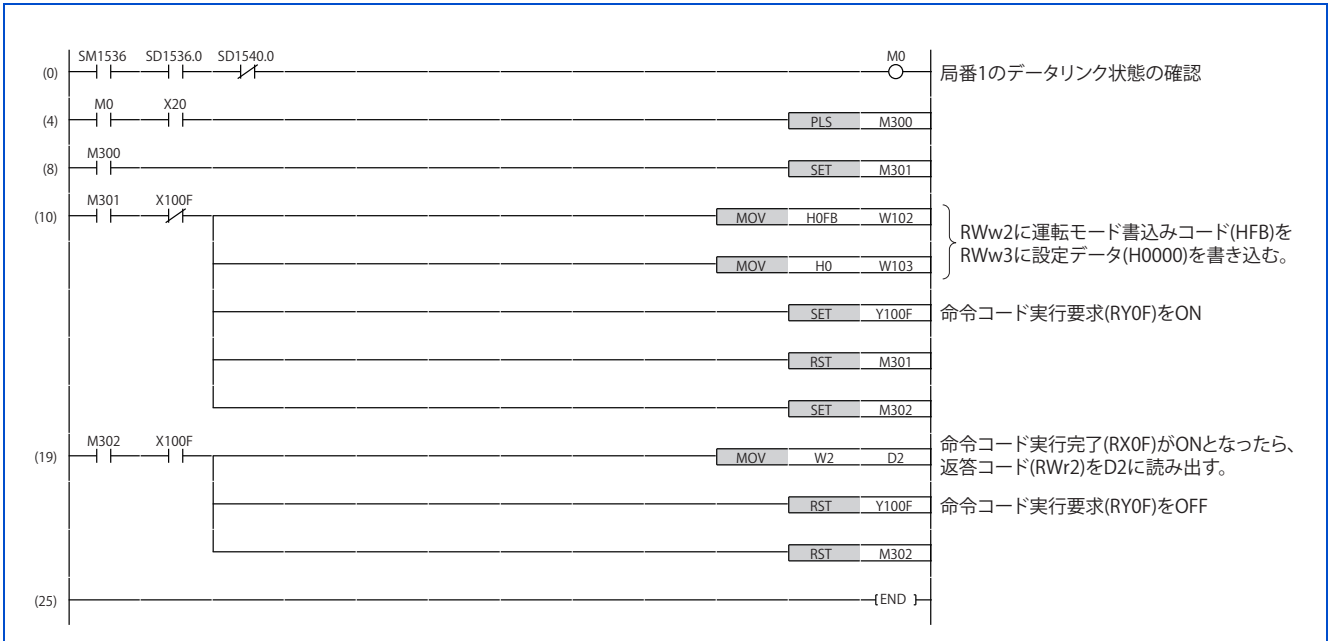 SM1536 SD1536.0 SD1540.0 M0
(0) 局番1のデータリンク状態の確認
M0 X20
(4) PLS M300
M300
(8) SET M301
M301 X100F
(10) MOV H0FB W102
RWw2に運転モード書込みコード(HFB)を
RWw3に設定データ(H0000)を書き込む。
MOV H0 W103
SET Y100F 命令コード実行要求(RY0F)をON
RST M301
SET M302
M302 X100F
(19) MOV W2 D2
命令コード実行完了(RX0F)がONとなったら、
返答コード(RWr2)をD2に読み出す。
RST Y100F 命令コード実行要求(RY0F)をOFF
RST M302
(25) END